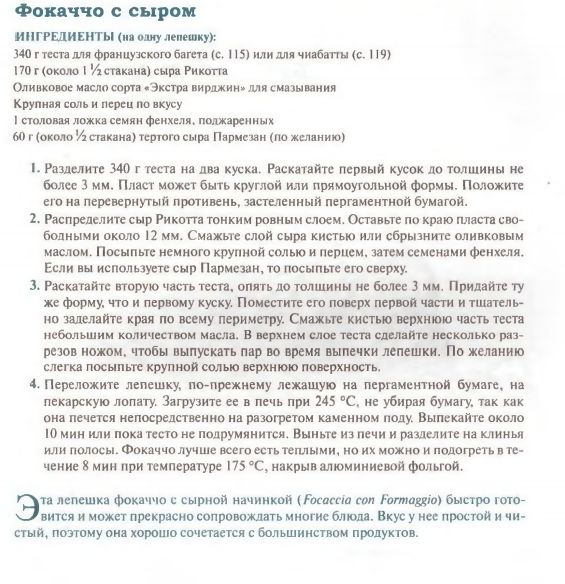 Фокаччо с сыром
ИНГРЕДИЕНТЫ (на одну лепешку):
340 г теста для французского багета (с. 115) или для чиабатты (с. 119)
170 г (около 1 ½ стакана) сыра Рикотта
Оливковое масло сорта «Экстра вирджин» для смазывания
Крупная соль и перец по вкусу
1 столовая ложка семян фенхеля, поджаренных
60 г (около ½ стакана) тертого сыра Пармезан (по желанию)
1. Разделите 340 г теста на два куска. Раскатайте первый кусок до толщины не
более 3 мм. Пласт может быть круглой или прямоугольной формы. Положите
его на перевернутый противень, застеленный пергаментной бумагой.
2. Распределите сыр Рикотта тонким ровным слоем. Оставьте по краю пласта сво-
бодными около 12 мм. Смажьте слой сыра кистью или сбрызните оливковым
маслом. Посыпьте немного крупной солью и перцем, затем семенами фенхеля.
Если вы используете сыр Пармезан, то посыпьте его сверху.
3. Раскатайте вторую часть теста, опять до толщины не более 3 мм. Придайте ту
же форму, что и первому куску. Поместите его поверх первой части и тщатель-
но заделайте края по всему периметру. Смажьте кистью верхнюю часть теста
небольшим количеством масла. В верхнем слое теста сделайте несколько раз-
резов ножом, чтобы выпускать пар во время выпечки лепешки. По желанию
слегка посыпьте крупной солью верхнюю поверхность.
4. Переложите лепешку, по-прежнему лежащую на пергаментной бумаге, на
пекарскую лопату. Загрузите ее в печь при 245 °С, не убирая бумагу, так как
она печется непосредственно на разогретом каменном поду. Выпекайте около
10 мин или пока тесто не подрумянится. Выньте из печи и разделите на клинья
или полосы. Фокаччо лучше всего есть теплыми, но их можно и подогреть в те-
чение 8 мин при температуре 175 °С, накрыв алюминиевой фольгой.
Эта лепешка фокаччо с сырной начинкой (Focaccia con Formaggio) быстро гото-
вится и может прекрасно сопровождать многие блюда. Вкус у нее простой и чи-
стый, поэтому она хорошо сочетается с большинством продуктов.